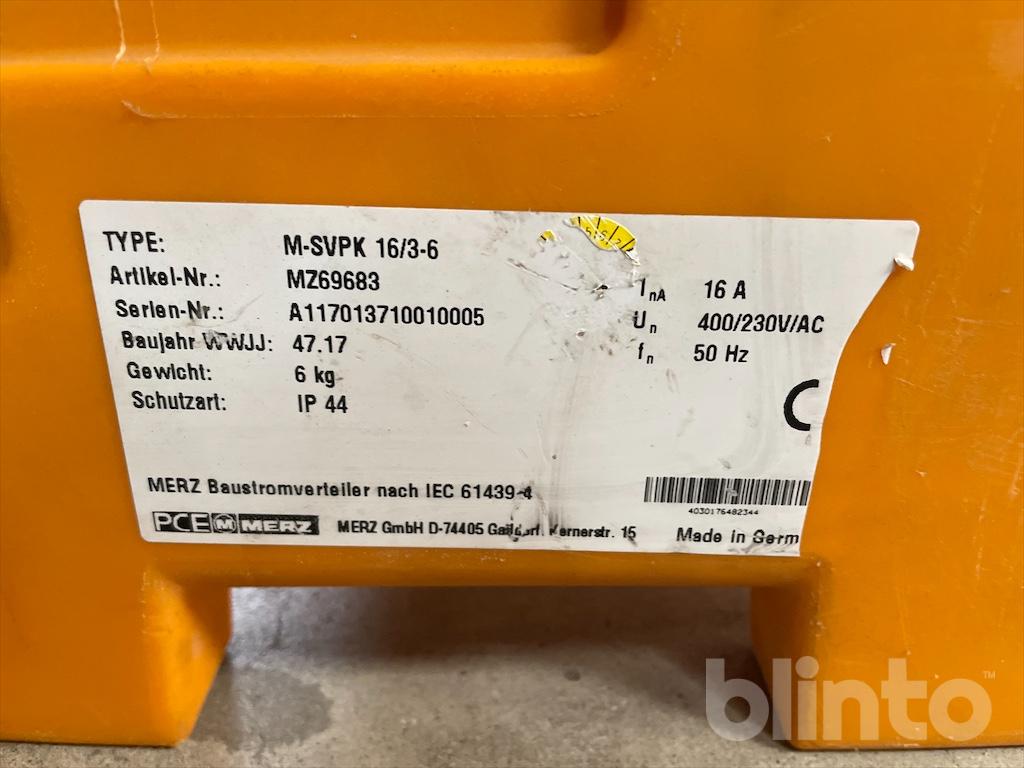 TYPE: M-SVPK 16/3-6
Artikel-Nr.: MZ69683
Serien-Nr.: A117013710010005
Baujahr WWJJ: 47.17
Gewicht: 6 kg
Schutzart: IP 44
InA 16 A
Un 400/230V/AC
fn 50 Hz
C
MERZ Baustromverteiler nach IEC 61439-4
4030176482344
PCE M MERZ MERZ GmbH D-74405 Gaildorf, Kernerstr. 15
Made in Germ
blinto™